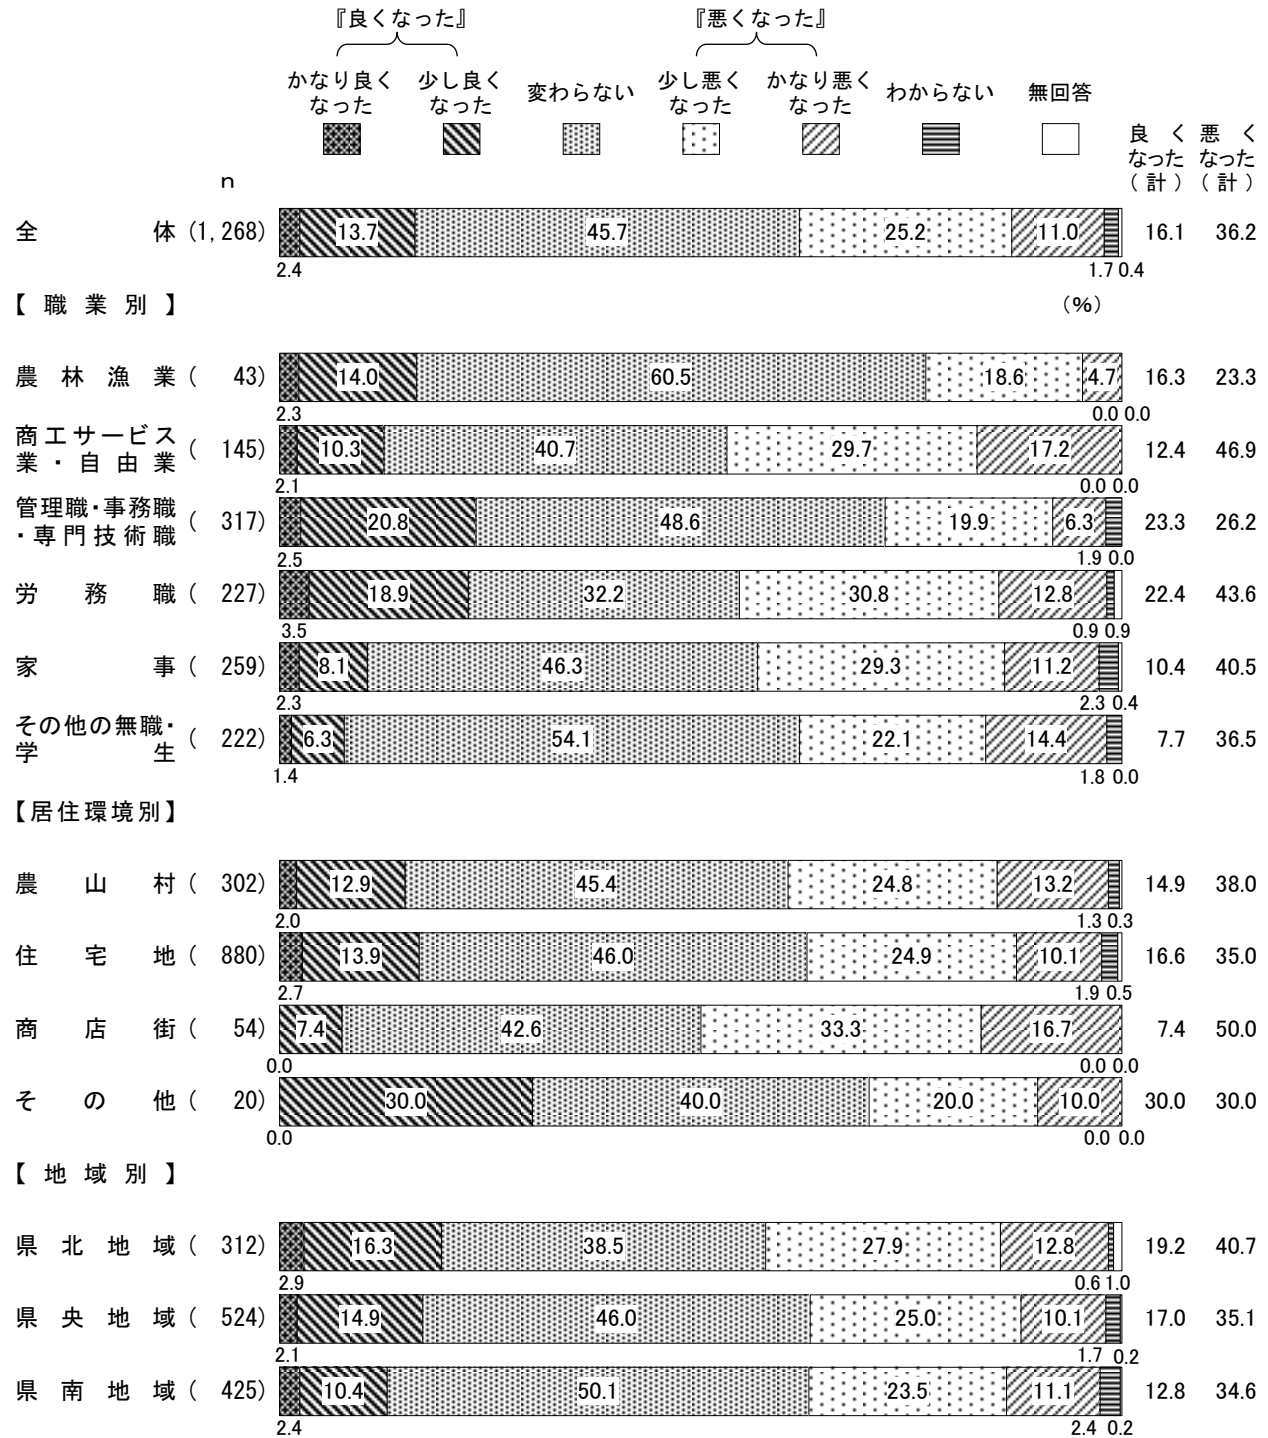 『良くなった』 『悪くなった』
かなり良く 少し良く 変わらない 少し悪く かなり悪く わからない 無回答
なった なった なった なった
良く 悪く
なった なった
（計） （計）
n
全体 (1,268) 13.7 45.7 25.2 11.0 16.1 36.2
2.4 1.7 0.4
【職業別】 (%)
農林漁業 ( 43) 14.0 60.5 18.6 4.7 16.3 23.3
2.3 0.0 0.0
商工サービス
業・自由業 ( 145) 10.3 40.7 29.7 17.2 12.4 46.9
2.1 0.0 0.0
管理職・事務職
・専門技術職 ( 317) 20.8 48.6 19.9 6.3 23.3 26.2
2.5 1.9 0.0
労務職 ( 227) 18.9 32.2 30.8 12.8 22.4 43.6
3.5 0.9 0.9
家事 ( 259) 8.1 46.3 29.3 11.2 10.4 40.5
2.3 2.3 0.4
その他の無職・
学生 ( 222) 6.3 54.1 22.1 14.4 7.7 36.5
1.4 1.8 0.0
【居住環境別】
農山村 ( 302) 12.9 45.4 24.8 13.2 14.9 38.0
2.0 1.3 0.3
住宅地 ( 880) 13.9 46.0 24.9 10.1 16.6 35.0
2.7 1.9 0.5
商店街 ( 54) 7.4 42.6 33.3 16.7 7.4 50.0
0.0 0.0 0.0
その他 ( 20) 30.0 40.0 20.0 10.0 30.0 30.0
0.0 0.0 0.0
【地域別】
県北地域 ( 312) 16.3 38.5 27.9 12.8 19.2 40.7
2.9 0.6 1.0
県央地域 ( 524) 14.9 46.0 25.0 10.1 17.0 35.1
2.1 1.7 0.2
県南地域 ( 425) 10.4 50.1 23.5 11.1 12.8 34.6
2.4 2.4 0.2